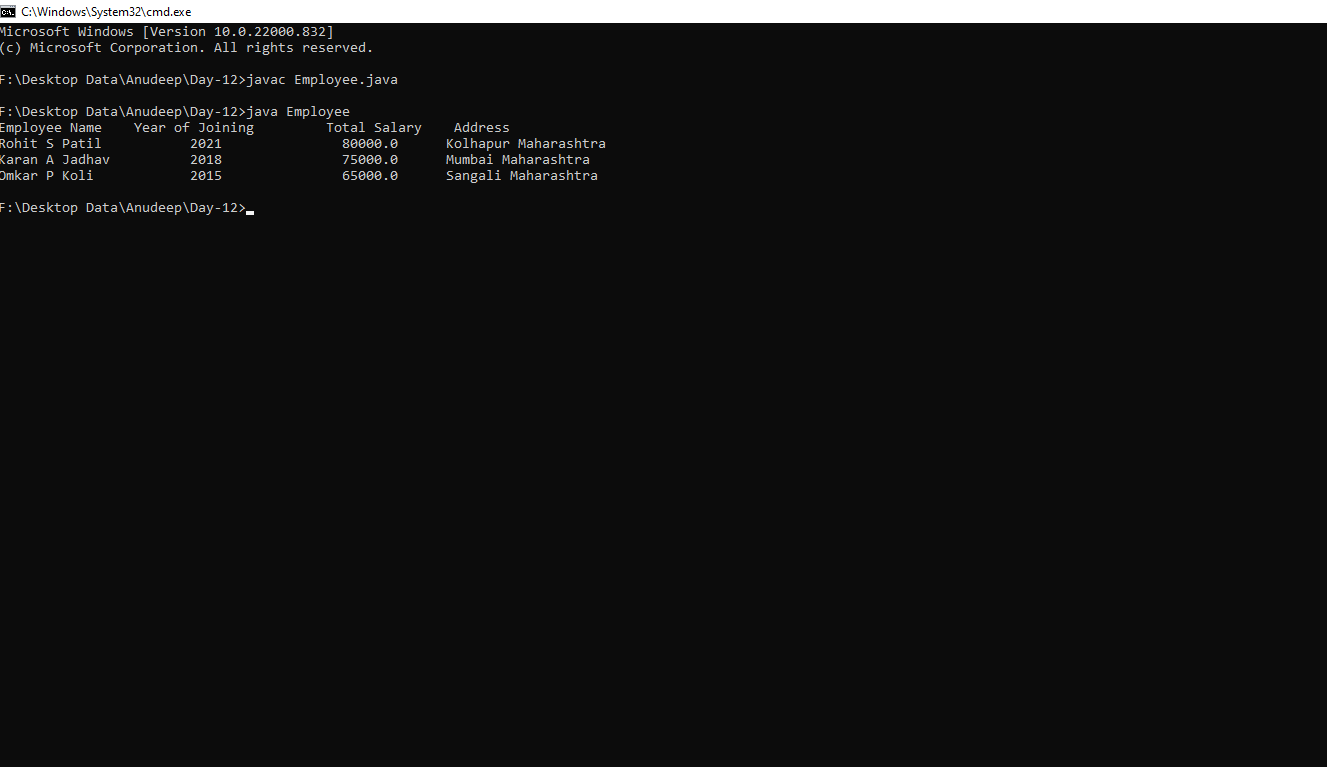 C:\Windows\System32\cmd.exe
Microsoft Windows [Version 10.0.22000.832]
(c) Microsoft Corporation. All rights reserved.
F:\Desktop Data\Anudeep\Day-12>javac Employee.java
F:\Desktop Data\Anudeep\Day-12>java Employee
Employee Name    Year of Joining         Total Salary    Address
Rohit S Patil           2021               80000.0      Kolhapur Maharashtra
Karan A Jadhav          2018               75000.0      Mumbai Maharashtra
Omkar P Koli            2015               65000.0      Sangali Maharashtra
F:\Desktop Data\Anudeep\Day-12>